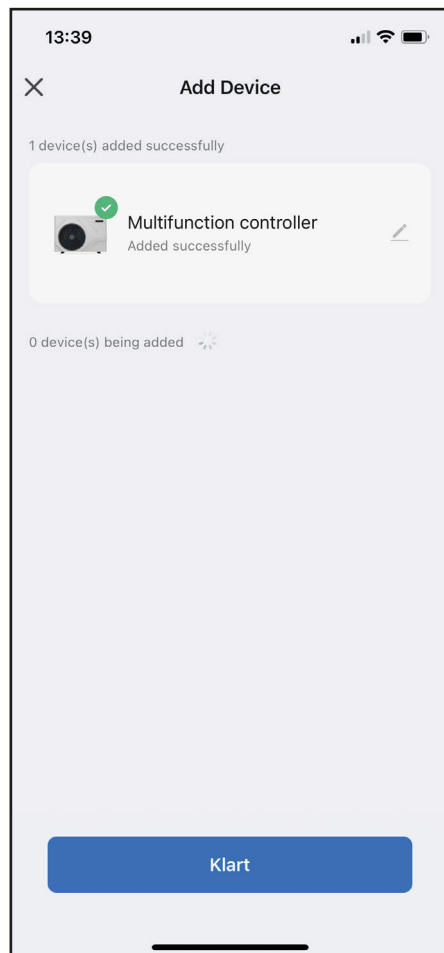 13:39
Add Device
1 device(s) added successfully
Multifunction controller
Added successfully
0 device(s) being added
Klart